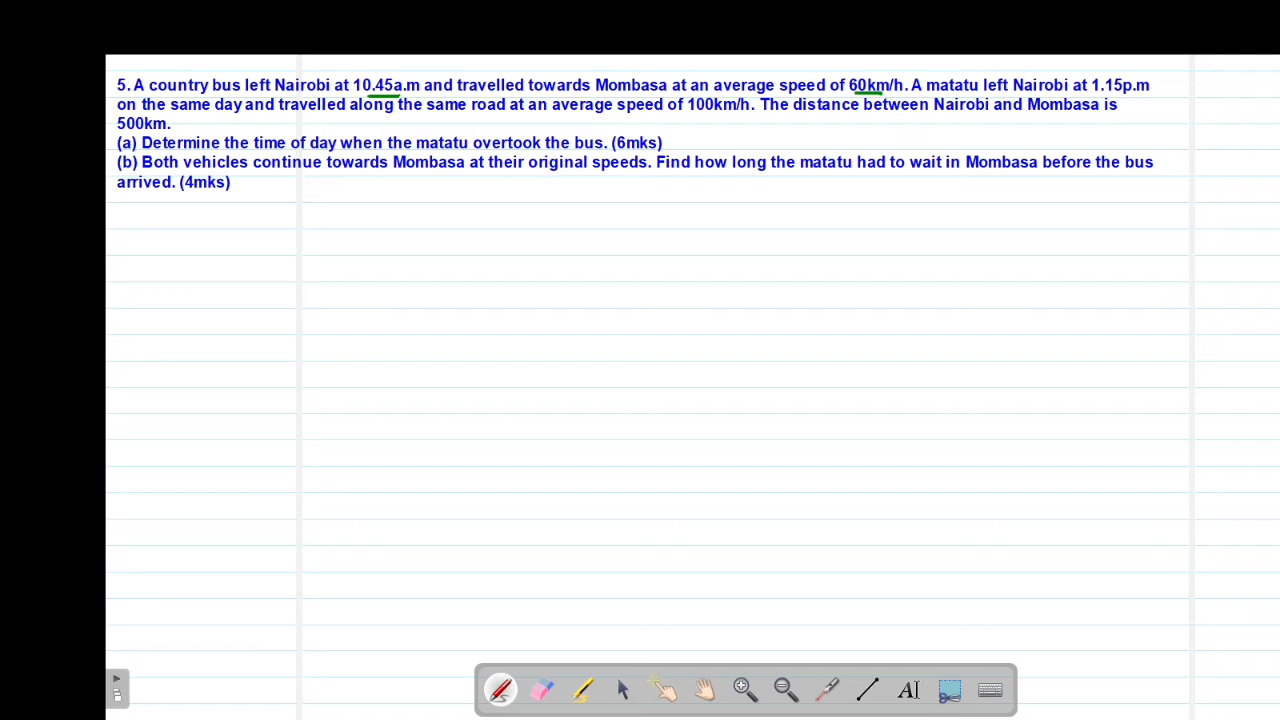 5. A country bus left Nairobi at 10.45a.m and travelled towards Mombasa at an average speed of 60km/h. A matatu left Nairobi at 1.15p.m
on the same day and travelled along the same road at an average speed of 100km/h. The distance between Nairobi and Mombasa is
500km.
(a) Determine the time of day when the matatu overtook the bus. (6mks)
(b) Both vehicles continue towards Mombasa at their original speeds. Find how long the matatu had to wait in Mombasa before the bus
arrived. (4mks)